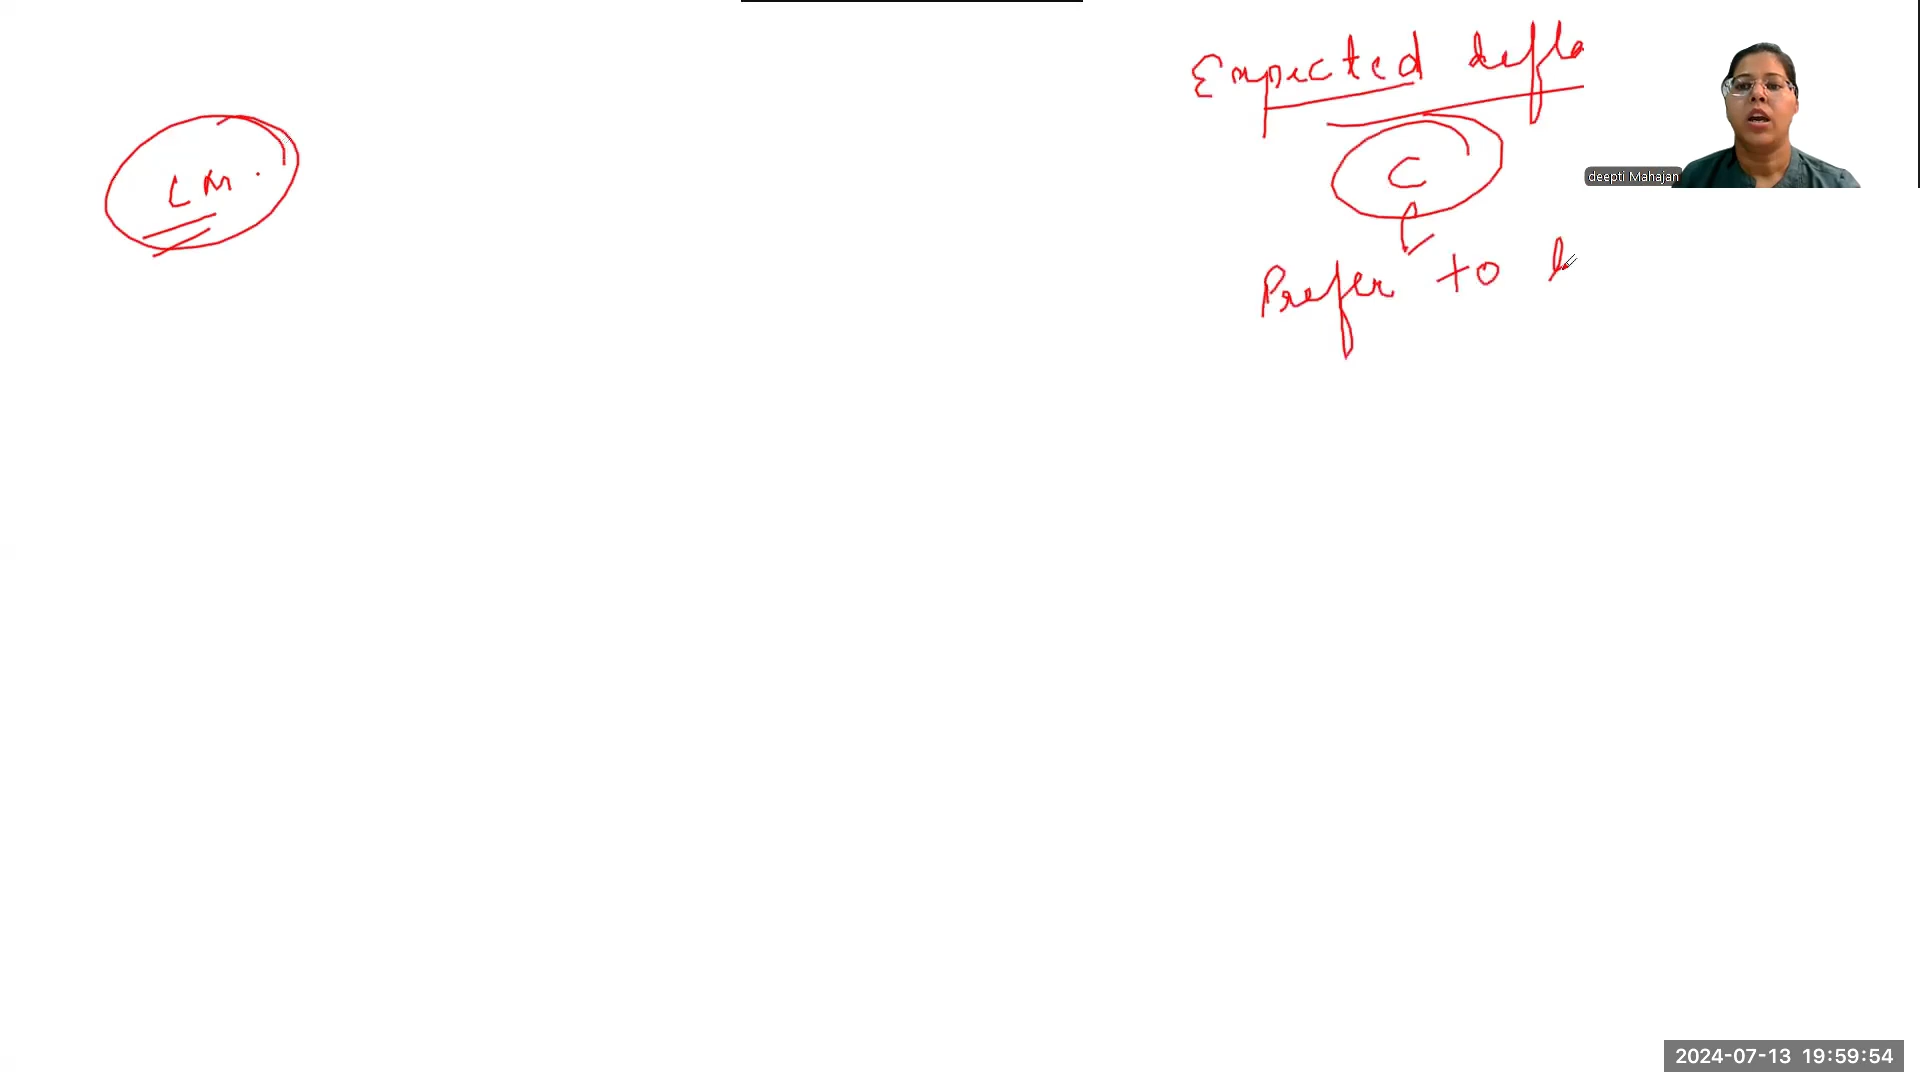 Expected defla
deepti Mahajan
LM.
C
Prefer to h
2024-07-13 19:59:54